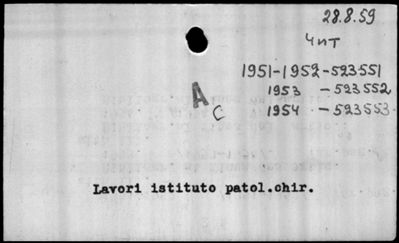 28.8.59
Чит
1951-1952-523551
1953 -523552
1954 -523553
A
C
Lavori istituto patol.chir.